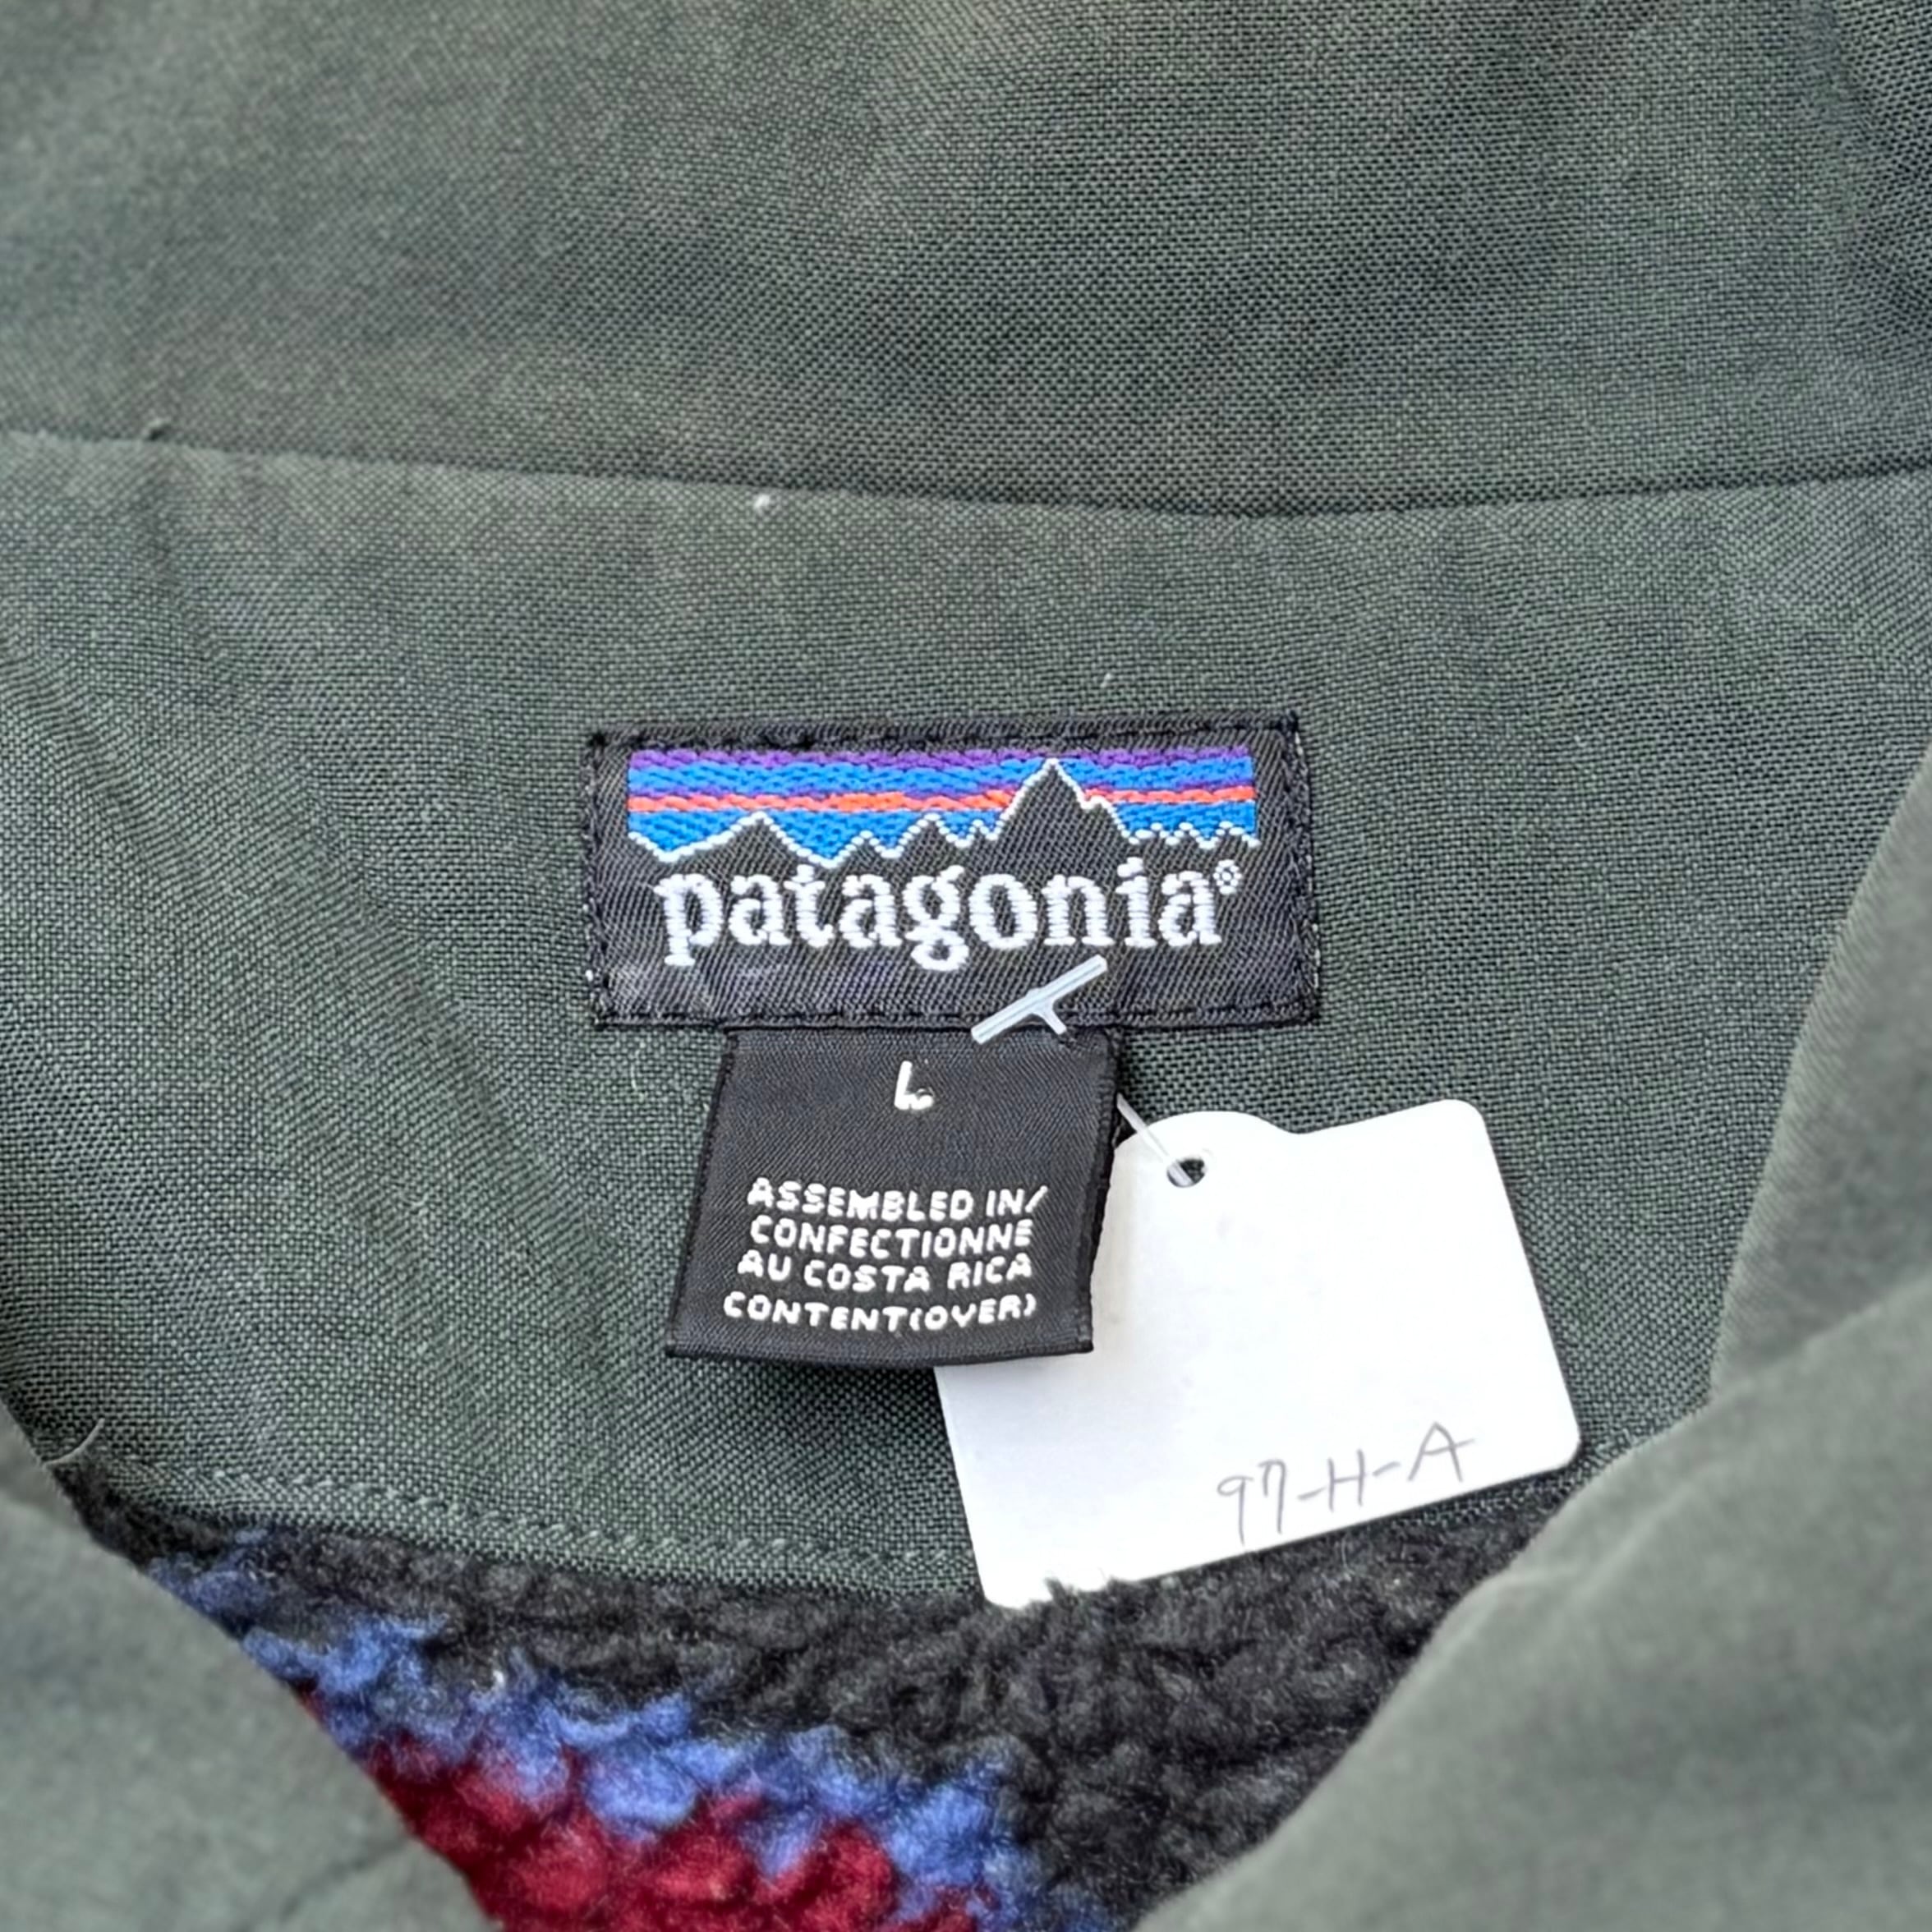 patagonia®
L
ASSEMBLED IN/
CONFECTIONNE
AU COSTA RICA
CONTENT(OVER)
97-H-A